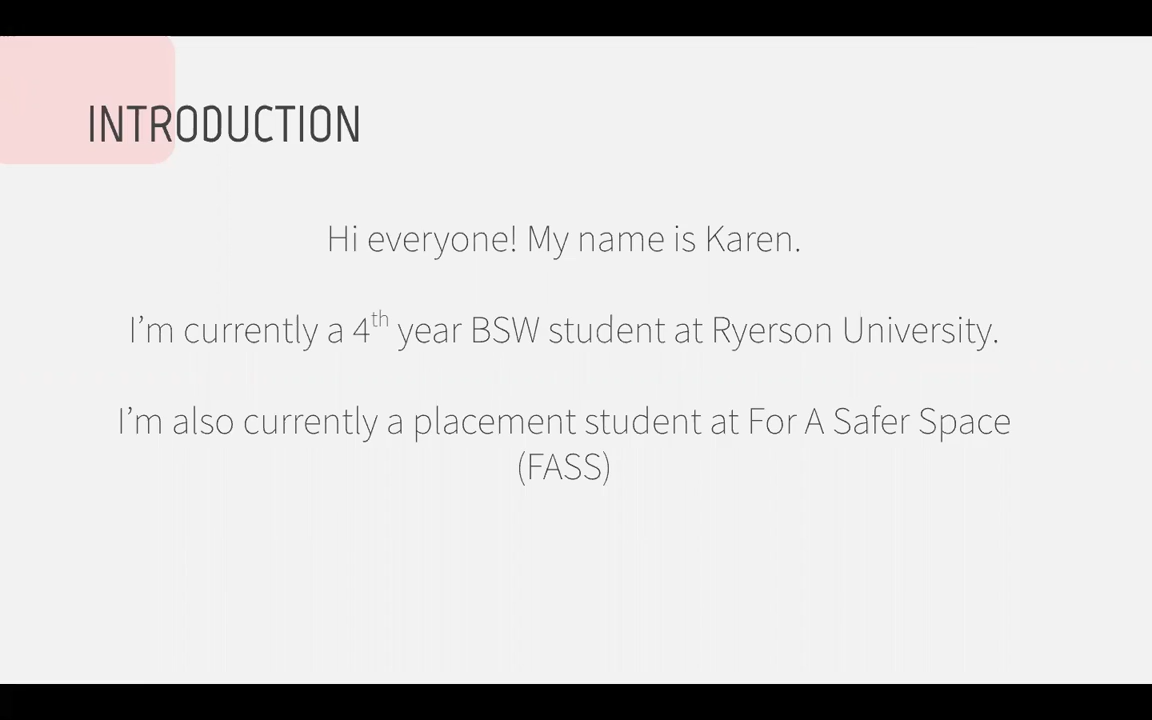 INTRODUCTION
Hi everyone! My name is Karen.
I’m currently a 4th year BSW student at Ryerson University.
I’m also currently a placement student at For A Safer Space
(FASS)